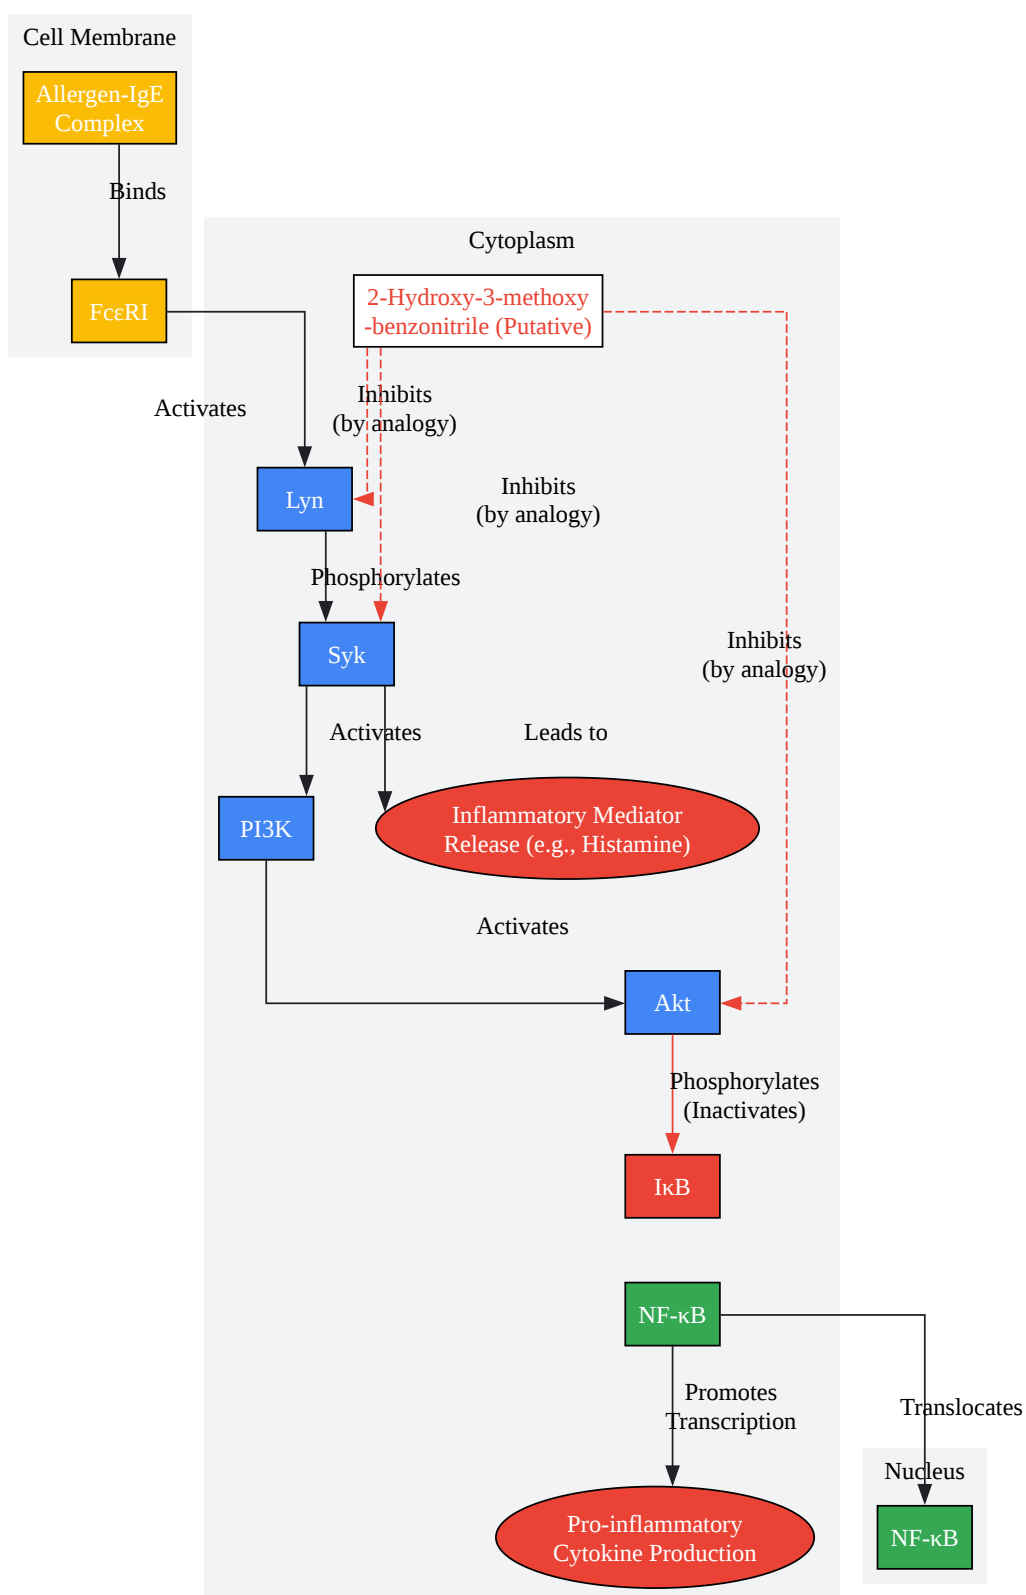 Cell Membrane
Allergen-IgE
Complex
Binds
FcεRI
Activates
Cytoplasm
2-Hydroxy-3-methoxy
-benzonitrile (Putative)
Inhibits
(by analogy)
Lyn
Inhibits
(by analogy)
Phosphorylates
Syk
Inhibits
(by analogy)
Activates
Leads to
PI3K
Inflammatory Mediator
Release (e.g., Histamine)
Activates
Akt
Phosphorylates
(Inactivates)
IκB
NF-κB
Promotes
Transcription
Translocates
Nucleus
NF-κB
Pro-inflammatory
Cytokine Production